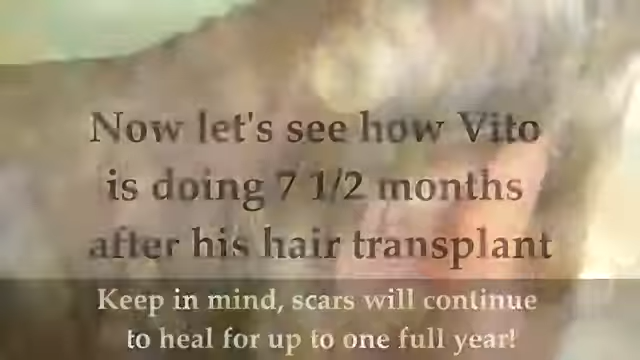 Now let's see how Vito
is doing 7 1/2 months
after his hair transplant
Keep in mind, scars will continue
to heal for up to one full year!